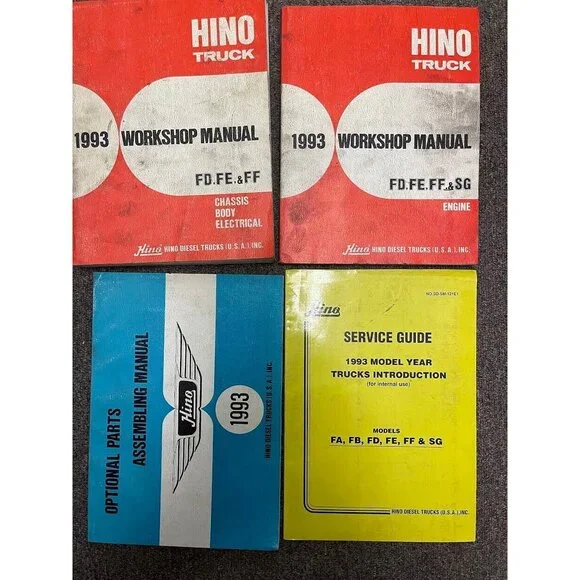 HINO
TRUCK
1993 WORKSHOP MANUAL
FD.FE.&FF
CHASSIS
BODY
ELECTRICAL
Hino HINO DIESEL TRUCKS (U.S.A.), INC.
HINO
TRUCK
1993 WORKSHOP MANUAL
FD.FE.FF.&SG
ENGINE
Hino HINO DIESEL TRUCKS (U.S.A.), INC.
OPTIONAL PARTS
ASSEMBLING MANUAL
Hino
1993
HINO DIESEL TRUCKS (U.S.A.), INC.
Hino
SERVICE GUIDE
1993 MODEL YEAR
TRUCKS INTRODUCTION
(for internal use)
MODELS
FA, FB, FD, FE, FF & SG
HINO DIESEL TRUCKS (U.S.A.), INC.